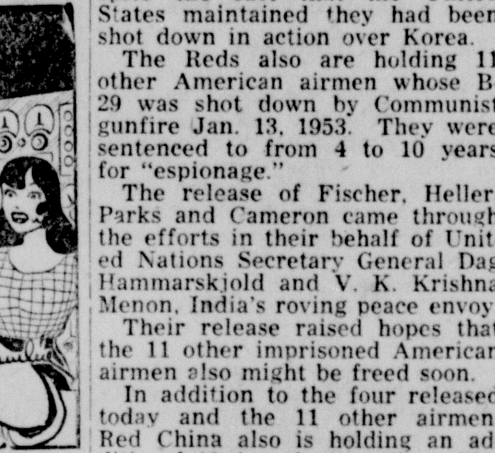 States maintained they had been
shot down in action over Korea.
The Reds also are holding 11
other American airmen whose B-
29 was shot down by Communist
gunfire Jan. 13, 1953. They were
sentenced to from 4 to 10 years
for "espionage."
The release of Fischer, Heller,
Parks and Cameron came through
the efforts in their behalf of Unit-
ed Nations Secretary General Dag
Hammarskjold and V. K. Krishna
Menon, India's roving peace envoy.
Their release raised hopes that
the 11 other imprisoned American
airmen also might be freed soon.
In addition to the four released
today and the 11 other airmen,
Red China also is holding an ad-